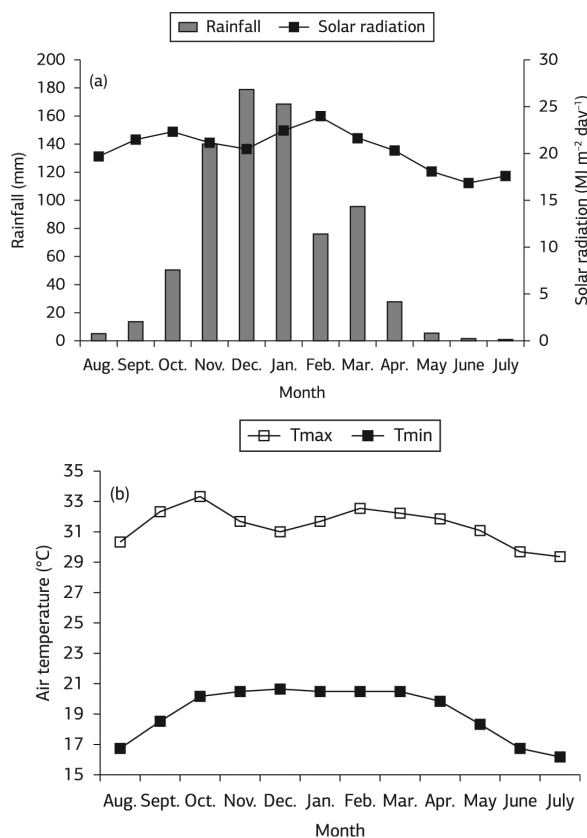 Rainfall Solar radiation
(a)
200
180
160
140
120
100
80
60
40
20
0
Rainfall (mm)
30
25
20
15
10
5
0
Solar radiation (MJ m⁻² day⁻¹)
Aug. Sept. Oct. Nov. Dec. Jan. Feb. Mar. Apr. May June July
Month
Tmax Tmin
(b)
35
33
31
29
27
25
23
21
19
17
15
Air temperature (°C)
Aug. Sept. Oct. Nov. Dec. Jan. Feb. Mar. Apr. May June July
Month